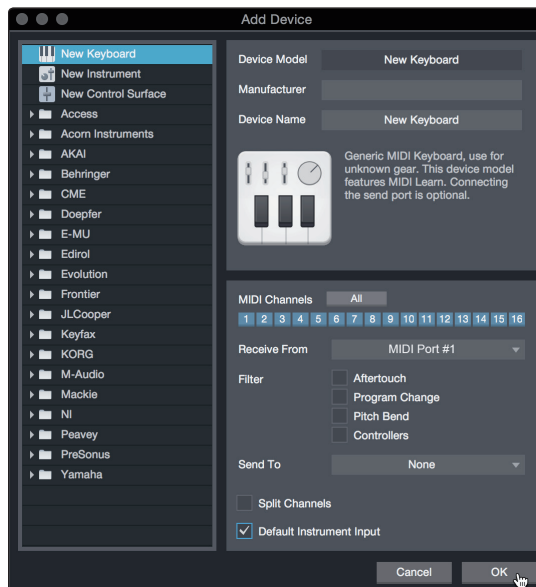 Add Device
New Keyboard
New Instrument
New Control Surface
Access
Acorn Instruments
AKAI
Behringer
CME
Doepfer
E-MU
Edirol
Evolution
Frontier
JLCooper
Keyfax
KORG
M-Audio
Mackie
NI
Peavey
PreSonus
Yamaha
Device Model New Keyboard
Manufacturer
Device Name New Keyboard
Generic MIDI Keyboard, use for
unknown gear. This device model
features MIDI Learn. Connecting
the send port is optional.
MIDI Channels All
1 2 3 4 5 6 7 8 9 10 11 12 13 14 15 16
Receive From MIDI Port #1
Filter Aftertouch
Program Change
Pitch Bend
Controllers
Send To None
Split Channels
Default Instrument Input
Cancel OK